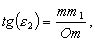 tg(ε₂) = mm₁ / Om ,